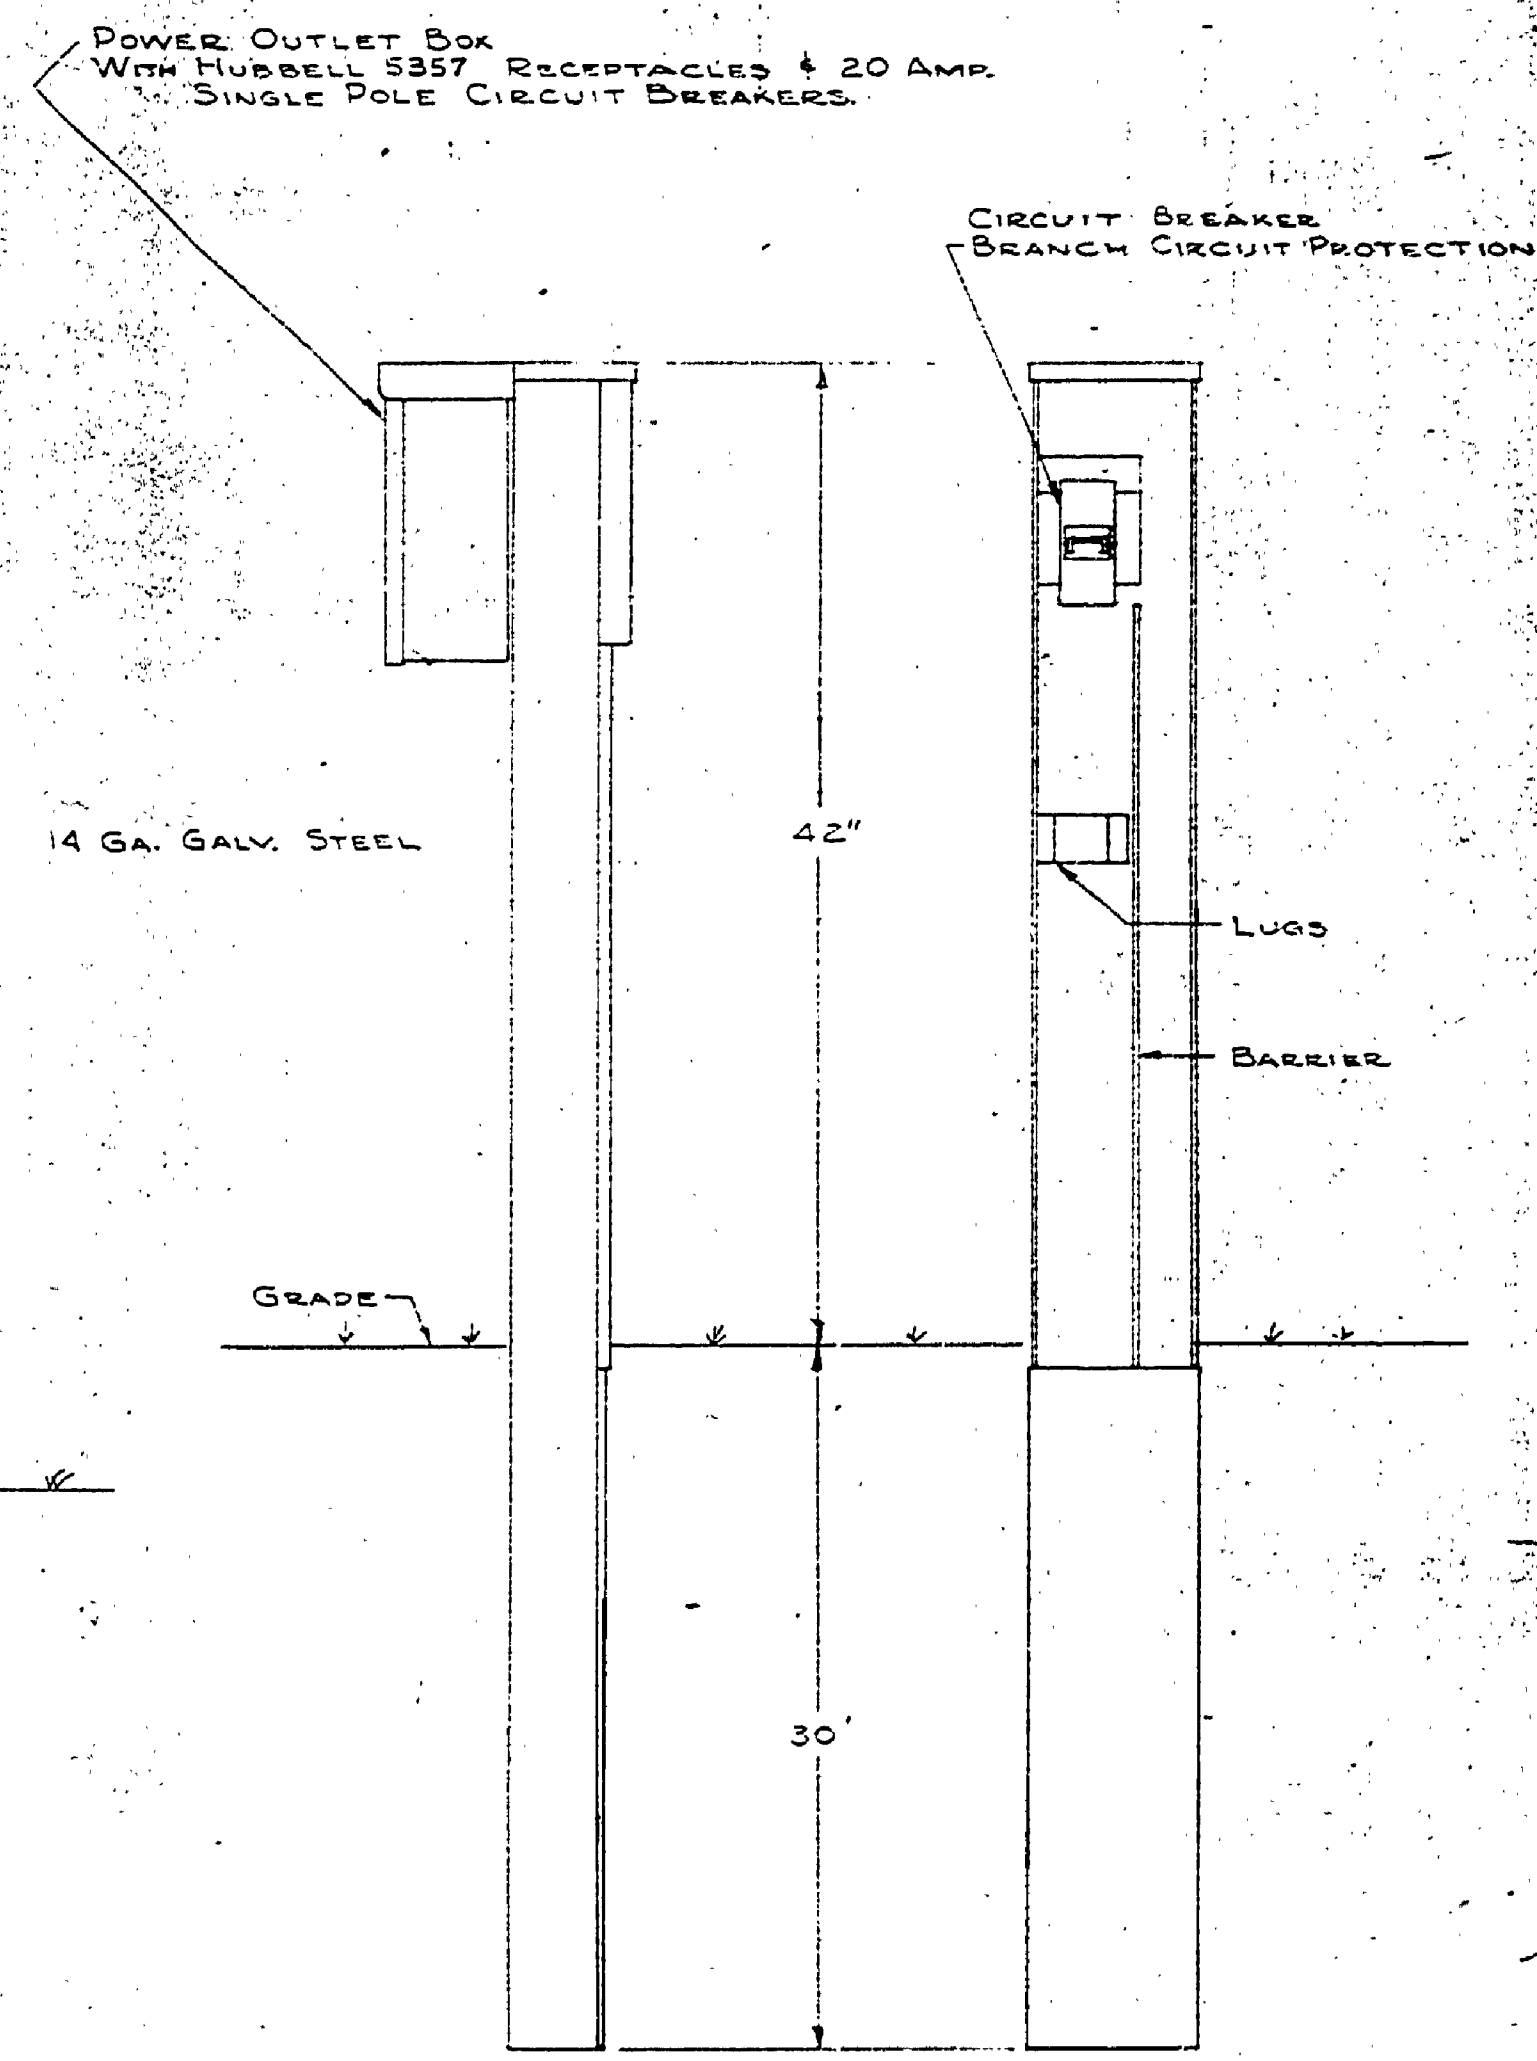 POWER OUTLET BOX
WITH HUBBELL 5357 RECEPTACLES & 20 AMP.
SINGLE POLE CIRCUIT BREAKERS.
CIRCUIT BREAKER
BRANCH CIRCUIT PROTECTION
14 GA. GALV. STEEL
42"
LUGS
BARRIER
GRADE
30'